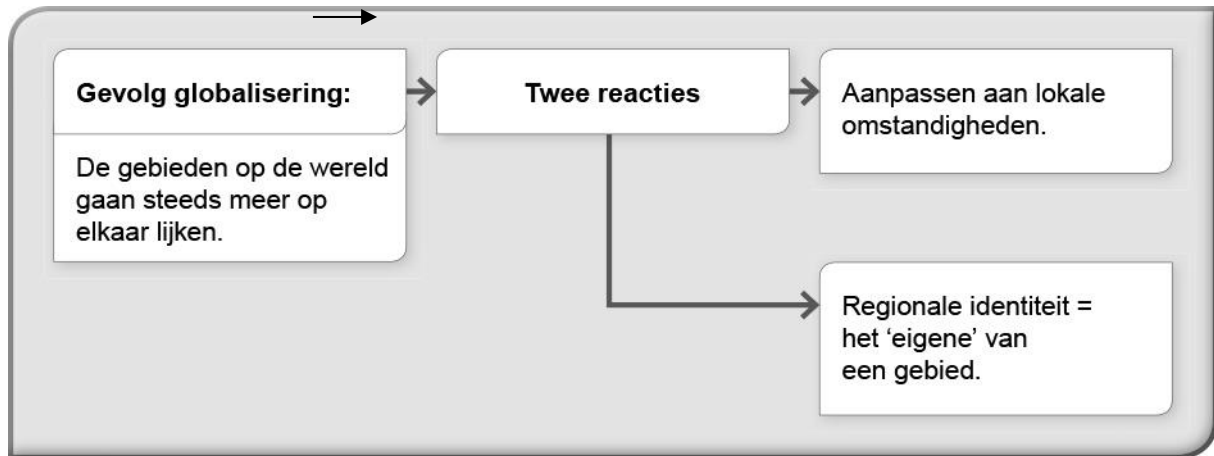 Gevolg globalisering:
De gebieden op de wereld
gaan steeds meer op
elkaar lijken.
Twee reacties
Aanpassen aan lokale
omstandigheden.
Regionale identiteit =
het ‘eigene’ van
een gebied.